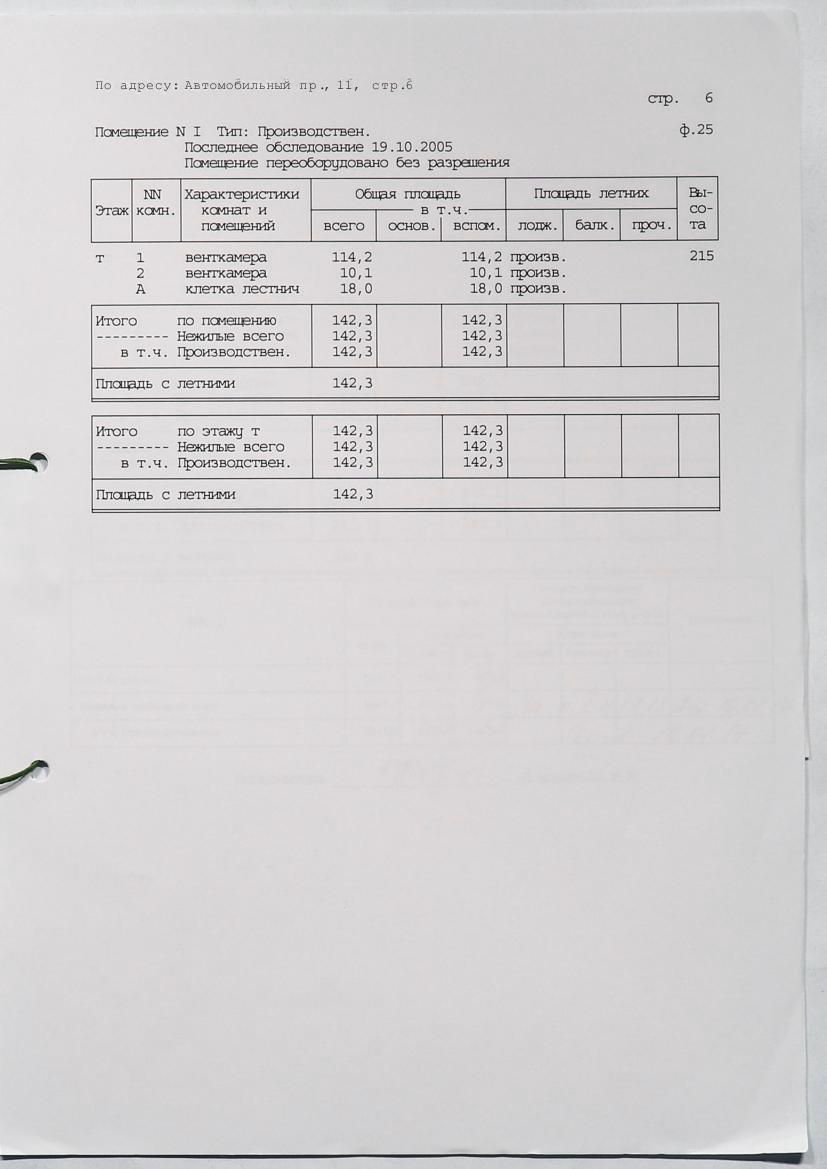 По адресу: Автомобильный пр., 11, стр.6
стр. 6
Помещение N I Тип: Производствен. ф.25
Последнее обследование 19.10.2005
Помещение переоборудовано без разрешения
Этаж NN комн. Характеристики комнат и помещений Общая площадь Площадь летних Вы-со-та
в т.ч.
всего основ. вспом. лодж. балк. проч.
т 1 венткамера 114,2 114,2 произв. 215
2 венткамера 10,1 10,1 произв.
А клетка лестнич 18,0 18,0 произв.
Итого по помещению 142,3 142,3
--------- Нежилые всего 142,3 142,3
в т.ч. Производствен. 142,3 142,3
Площадь с летними 142,3
Итого по этажу т 142,3 142,3
--------- Нежилые всего 142,3 142,3
в т.ч. Производствен. 142,3 142,3
Площадь с летними 142,3